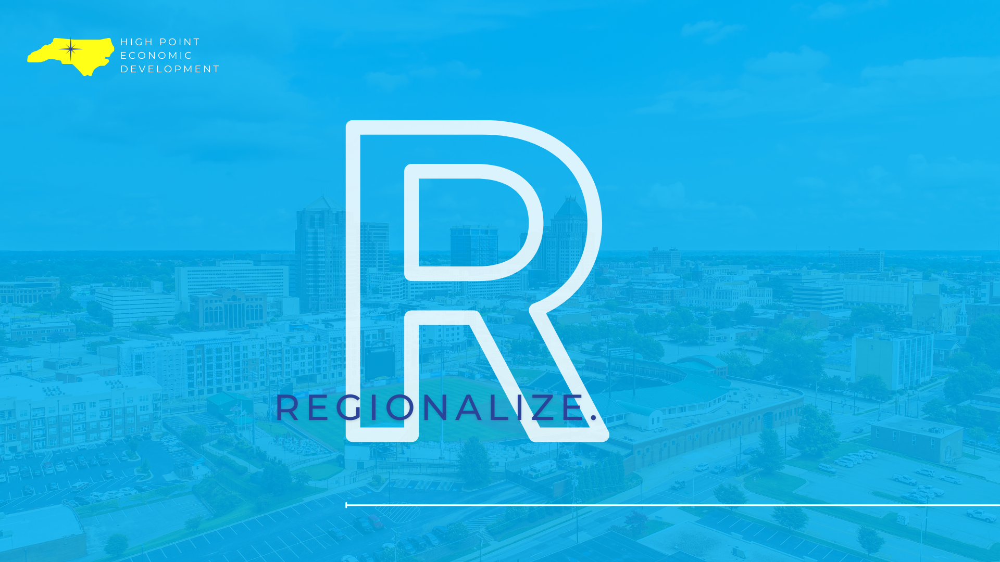 HIGH POINT
ECONOMIC
DEVELOPMENT
R
REGIONALIZE.